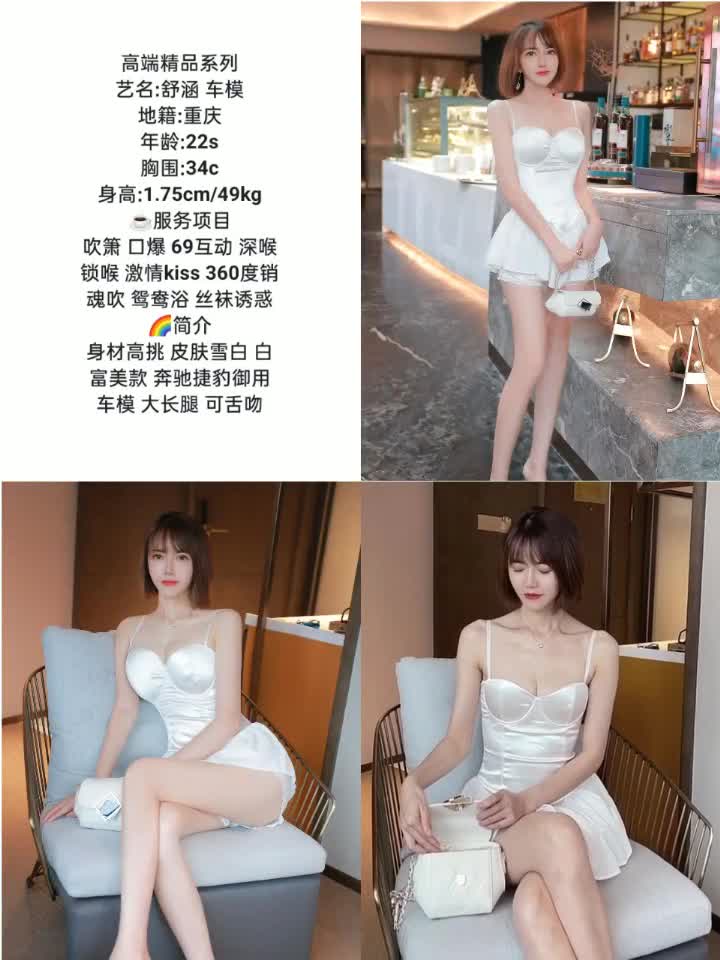 高端精品系列
艺名:舒涵 车模
地籍:重庆
年龄:22s
胸围:34c
身高:1.75cm/49kg
☕服务项目
吹箫 口爆 69互动 深喉
锁喉 激情kiss 360度销
魂吹 鸳鸯浴 丝袜诱惑
🌈简介
身材高挑 皮肤雪白 白
富美款 奔驰捷豹御用
车模 大长腿 可舌吻